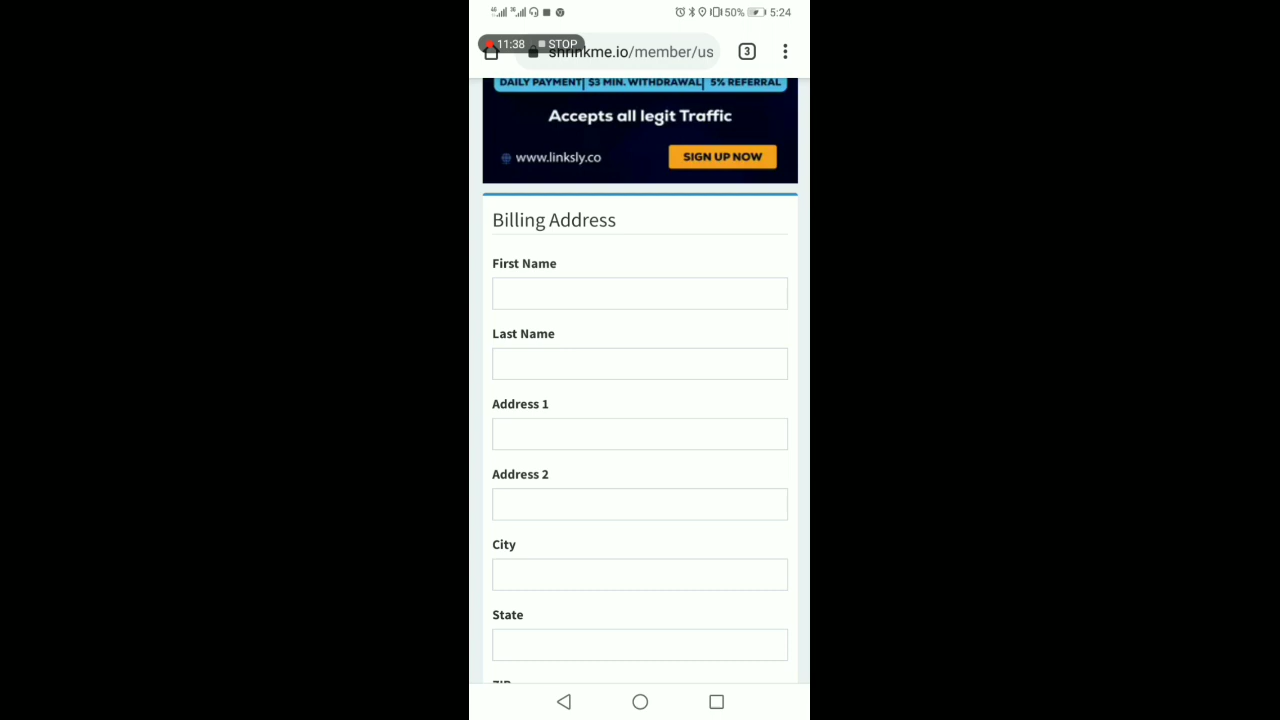 50% 5:24
11:38 STOP
shrinkme.io/member/us
3
DAILY PAYMENT $3 MIN. WITHDRAWAL 5% REFERRAL
Accepts all legit Traffic
www.linksly.co
SIGN UP NOW
Billing Address
First Name
Last Name
Address 1
Address 2
City
State